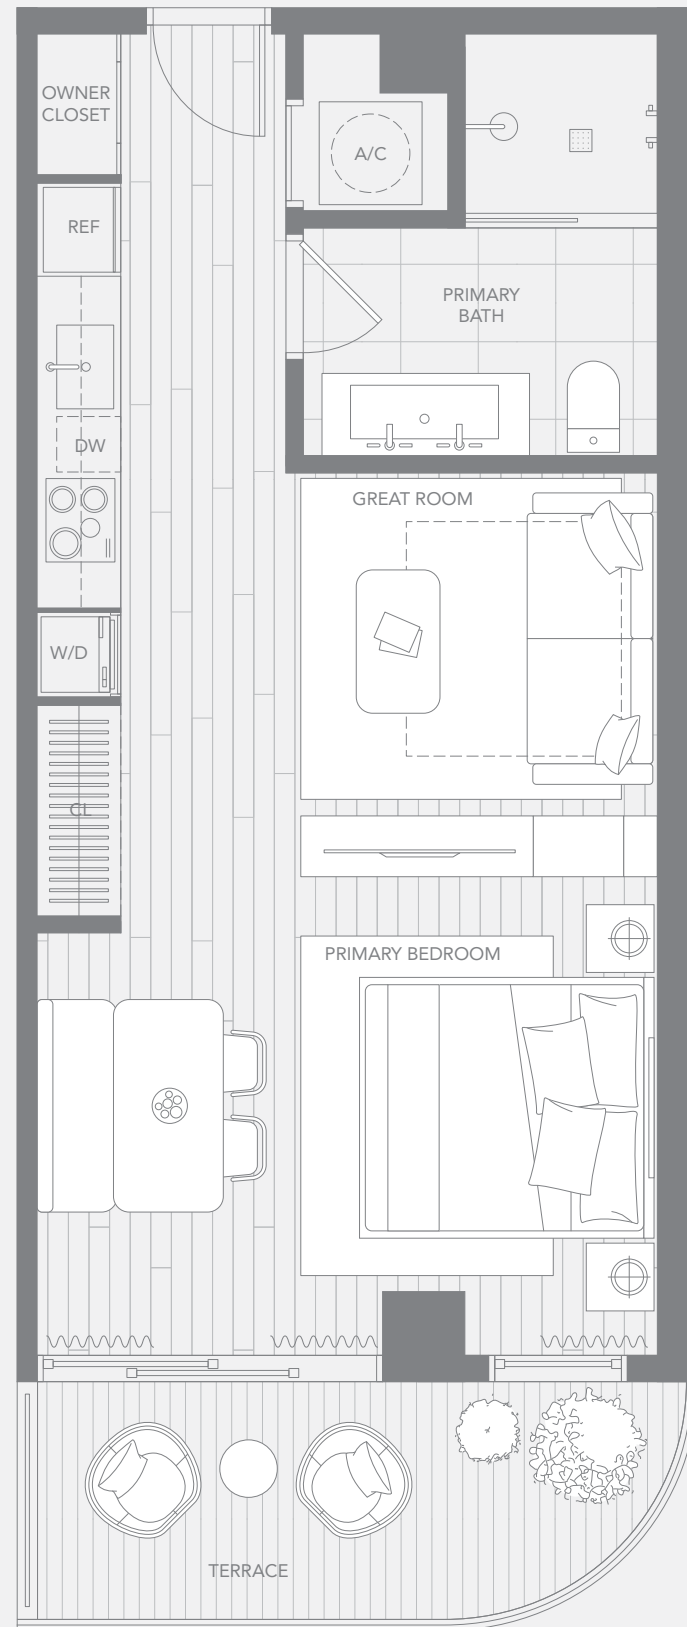 OWNER
CLOSET
A/C
REF
PRIMARY
BATH
DW
GREAT ROOM
W/D
CL
PRIMARY BEDROOM
TERRACE